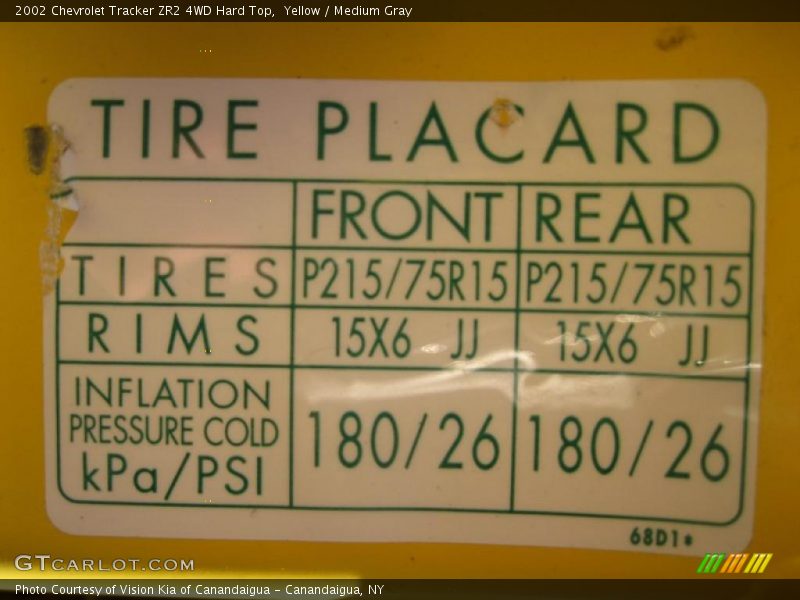 2002 Chevrolet Tracker ZR2 4WD Hard Top,  Yellow / Medium Gray
TIRE PLACARD
FRONT REAR
TIRES P215/75R15 P215/75R15
RIMS 15X6 JJ 15X6 JJ
INFLATION
PRESSURE COLD
kPa/PSI 180/26 180/26
68D1*
GTCARLOT.COM
Photo Courtesy of Vision Kia of Canandaigua - Canandaigua, NY